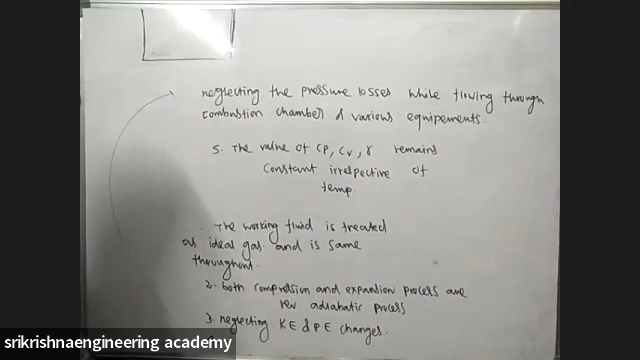 neglecting the pressure losses while flowing through
combustion chamber & various equipements.
5. The value of Cp, Cv, γ remains
constant irrespective of
temp.
. The working fluid is treated
as ideal gas and is same
throughout.
2. both compression and expansion process are
rev adiabatic process
3. neglecting KE & PE changes.
srikrishnaengineering academy